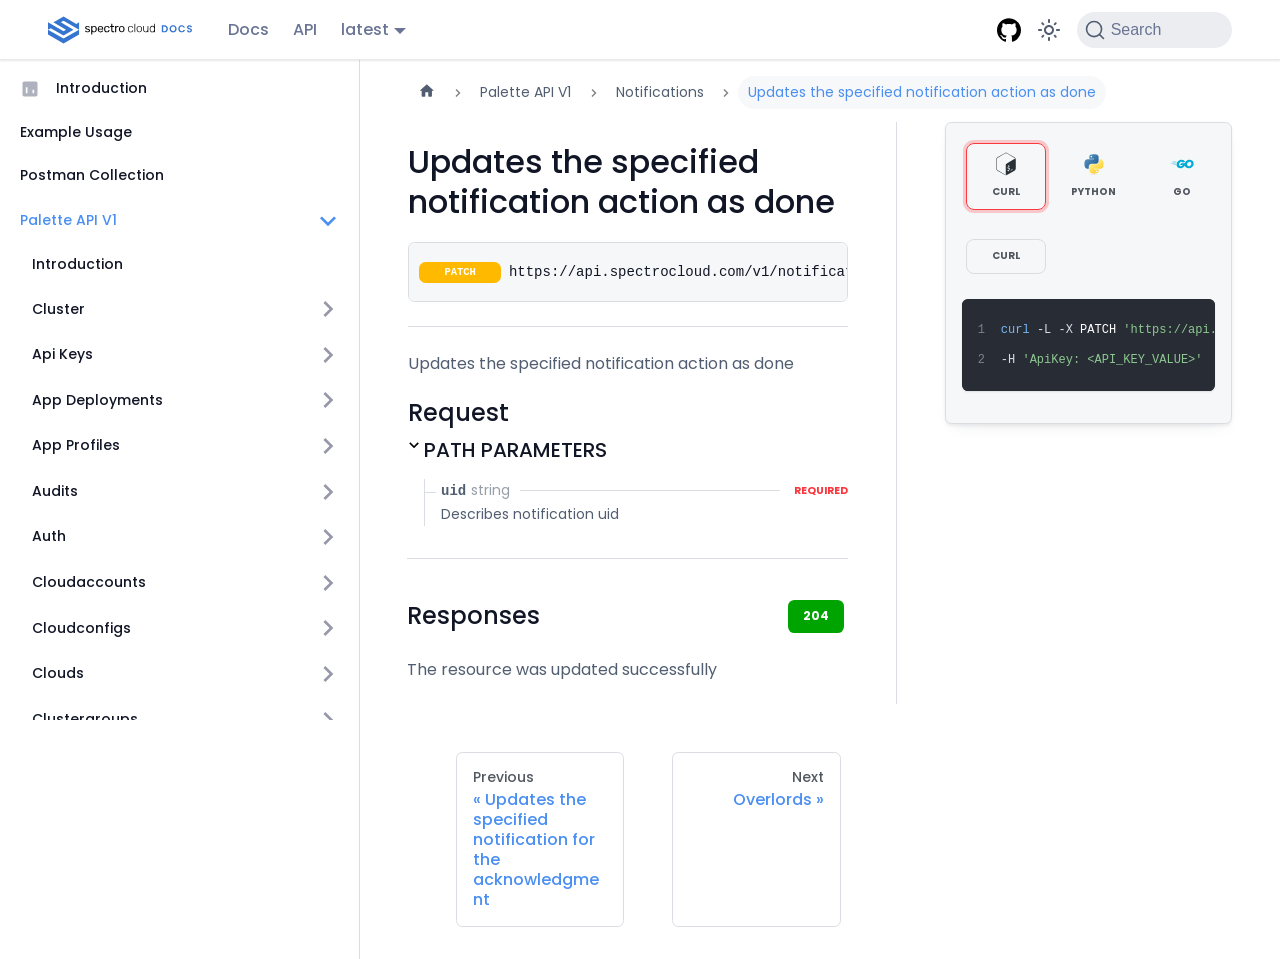 spectro cloud DOCS
Docs
API
latest
Search
Introduction
Example Usage
Postman Collection
Palette API V1
Introduction
Cluster
Api Keys
App Deployments
App Profiles
Audits
Auth
Cloudaccounts
Cloudconfigs
Clouds
Clustergroups
Palette API V1
Notifications
Updates the specified notification action as done
Updates the specified
notification action as done
PATCH https://api.spectrocloud.com/v1/notificat
Updates the specified notification action as done
Request
PATH PARAMETERS
uid string REQUIRED
Describes notification uid
Responses
204
The resource was updated successfully
CURL
PYTHON
GO
CURL
1 curl -L -X PATCH 'https://api.
2 -H 'ApiKey: <API_KEY_VALUE>'
Previous
« Updates the
specified
notification for
the
acknowledgme
nt
Next
Overlords »